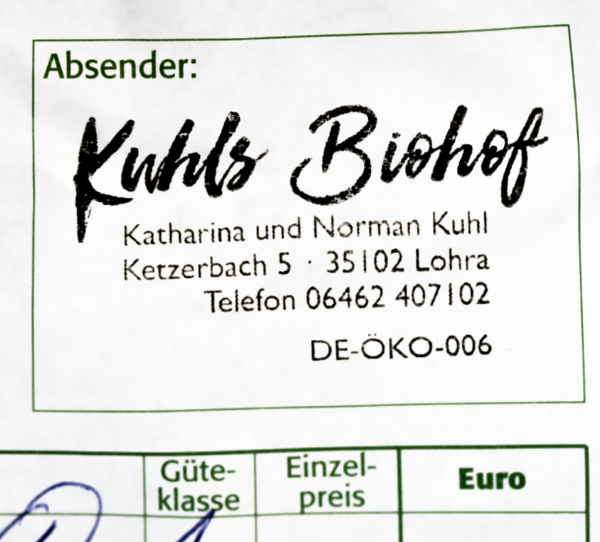 Absender:
Kuhls Biohof
Katharina und Norman Kuhl
Ketzerbach 5 · 35102 Lohra
Telefon 06462 407102
DE-ÖKO-006
Güte-
klasse
Einzel-
preis
Euro